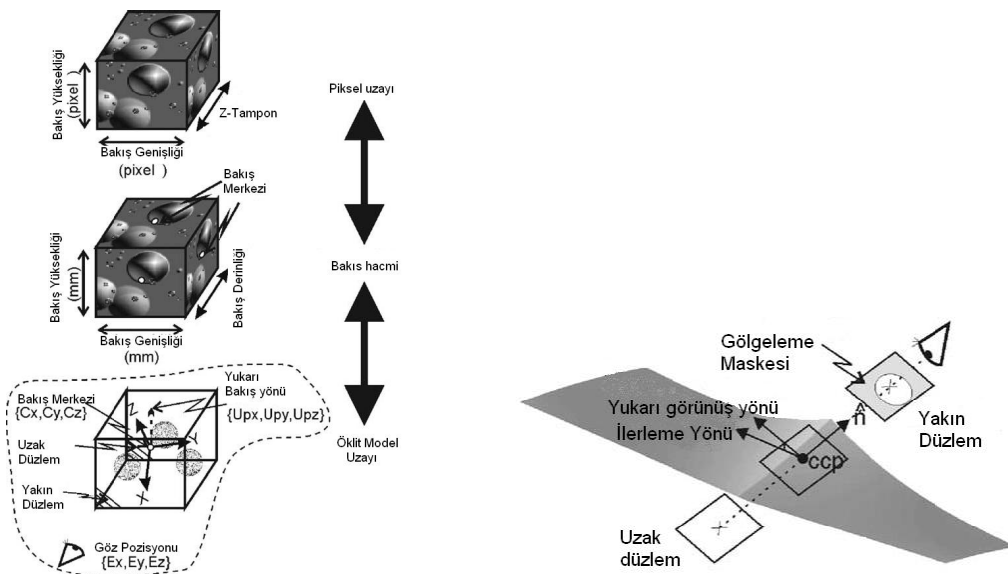 Bakış Yüksekliği
(pixel )
Z-Tampon
Bakış Genişliği
(pixel )
Piksel uzayı
Bakış
Merkezi
Bakış Yüksekliği
(mm)
Bakış Derinliği
Bakış Genişliği
(mm)
Bakıs hacmi
Yukarı
Bakış yönü
{Upx,Upy,Upz}
Bakış Merkezi
{Cx,Cy,Cz}
Z
Y
X
Uzak
Düzlem
Yakın
Düzlem
Göz Pozisyonu
{Ex,Ey,Ez}
Öklit Model
Uzayı
Gölgeleme
Maskesi
Yukarı görünüş yönü
İlerleme Yönü
n̂
Yakın
Düzlem
ccp
Uzak
düzlem